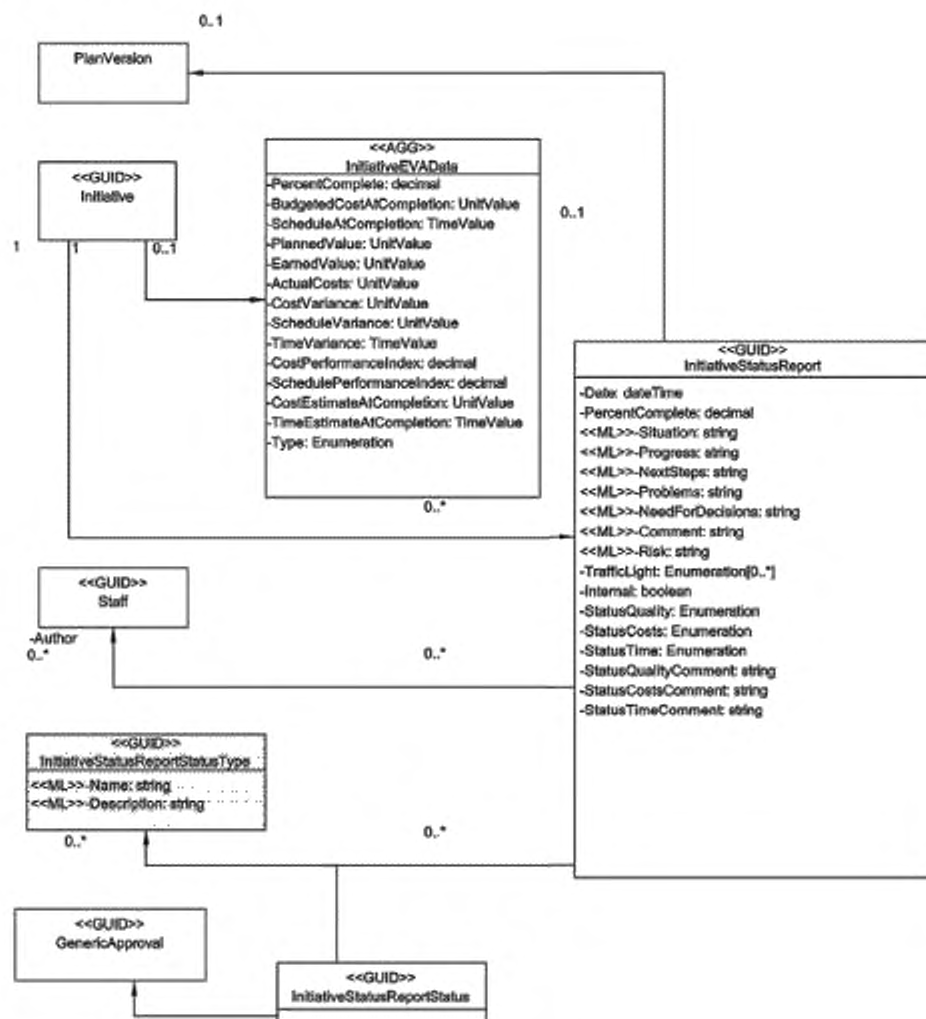 0..1
PlanVersion
<<GUID>>
Initiative
1
1
0..1
<<AGG>>
InitiativeEVAData
-PercentComplete: decimal
-BudgetedCostAtCompletion: UnitValue
-ScheduleAtCompletion: TimeValue
-PlannedValue: UnitValue
-EarnedValue: UnitValue
-ActualCosts: UnitValue
-CostVariance: UnitValue
-ScheduleVariance: UnitValue
-TimeVariance: TimeValue
-CostPerformanceIndex: decimal
-SchedulePerformanceIndex: decimal
-CostEstimateAtCompletion: UnitValue
-TimeEstimateAtCompletion: TimeValue
-Type: Enumeration
0..1
0..*
<<GUID>>
InitiativeStatusReport
-Date: dateTime
-PercentComplete: decimal
<<ML>>-Situation: string
<<ML>>-Progress: string
<<ML>>-NextSteps: string
<<ML>>-Problems: string
<<ML>>-NeedForDecisions: string
<<ML>>-Comment: string
<<ML>>-Risk: string
-TrafficLight: Enumeration[0..*]
-Internal: boolean
-StatusQuality: Enumeration
-StatusCosts: Enumeration
-StatusTime: Enumeration
-StatusQualityComment: string
-StatusCostsComment: string
-StatusTimeComment: string
<<GUID>>
Staff
-Author
0..*
0..*
<<GUID>>
InitiativeStatusReportStatusType
<<ML>>-Name: string
<<ML>>-Description: string
0..*
0..*
<<GUID>>
GenericApproval
<<GUID>>
InitiativeStatusReportStatus